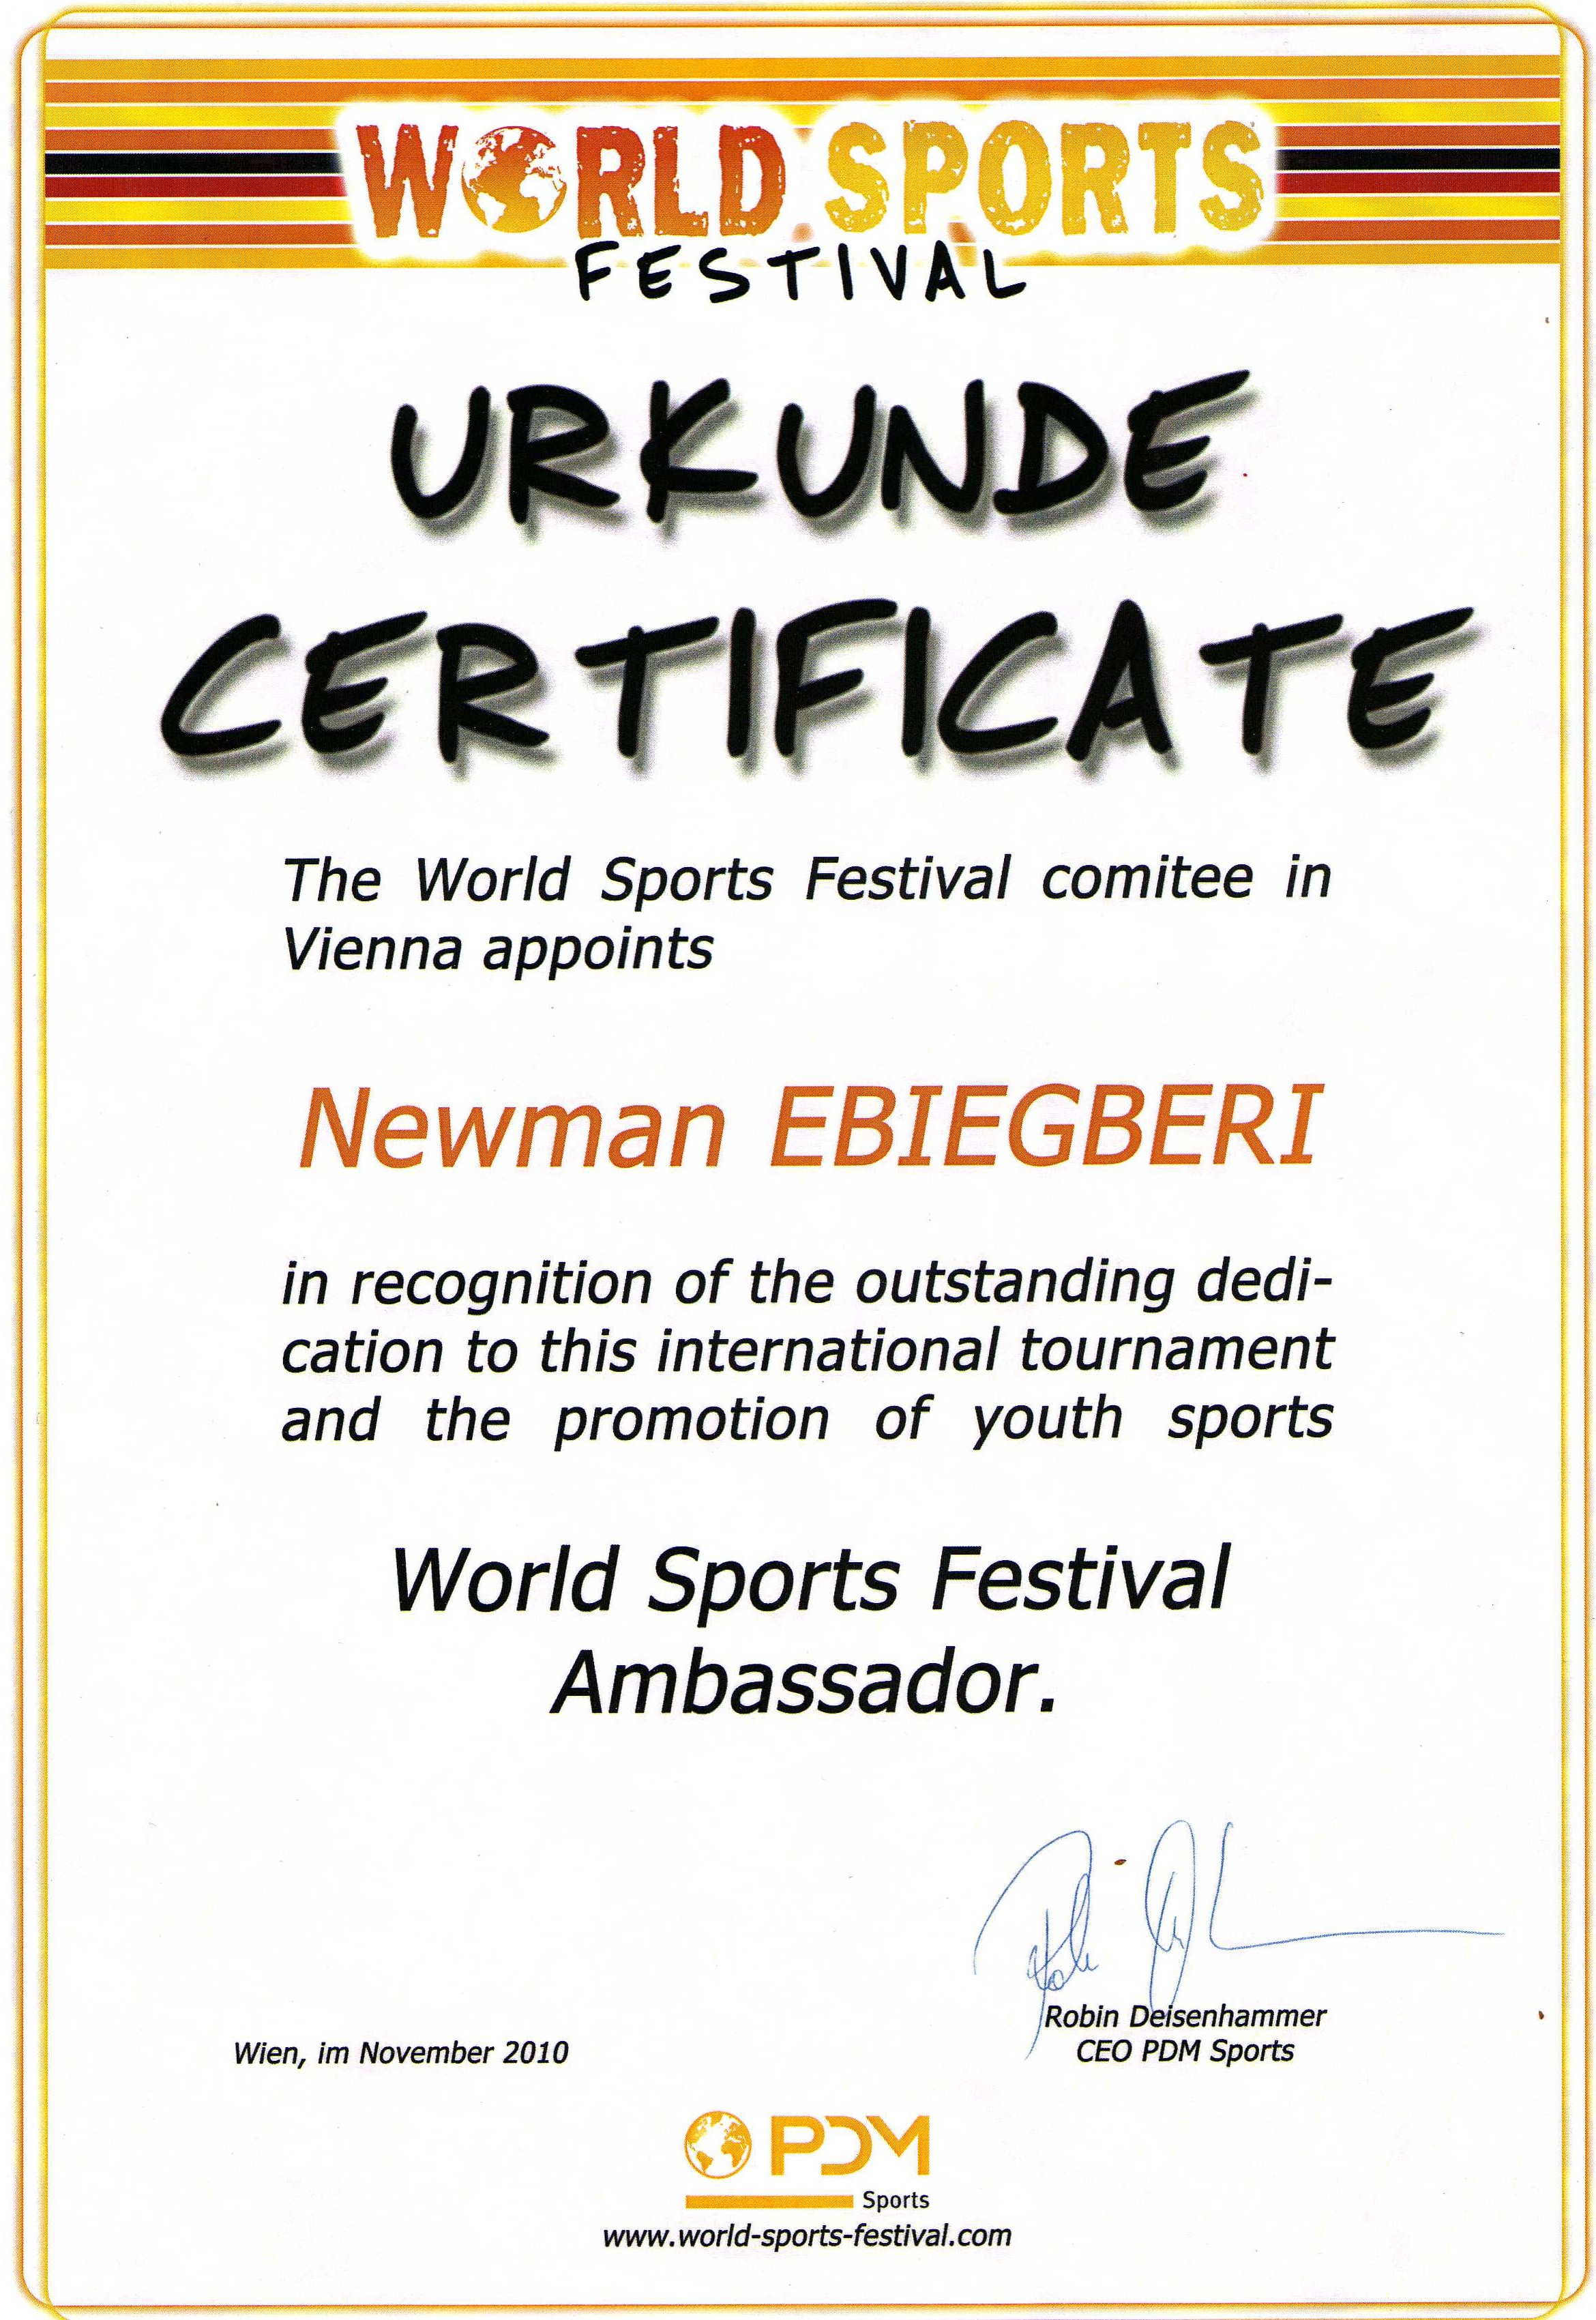 WORLD SPORTS
FESTIVAL
URKUNDE
CERTIFICATE
The World Sports Festival comitee in
Vienna appoints
Newman EBIEGBERI
in recognition of the outstanding dedi-
cation to this international tournament
and the promotion of youth sports
World Sports Festival
Ambassador.
Robin Deisenhammer
Wien, im November 2010
CEO PDM Sports
PDM
Sports
www.world-sports-festival.com